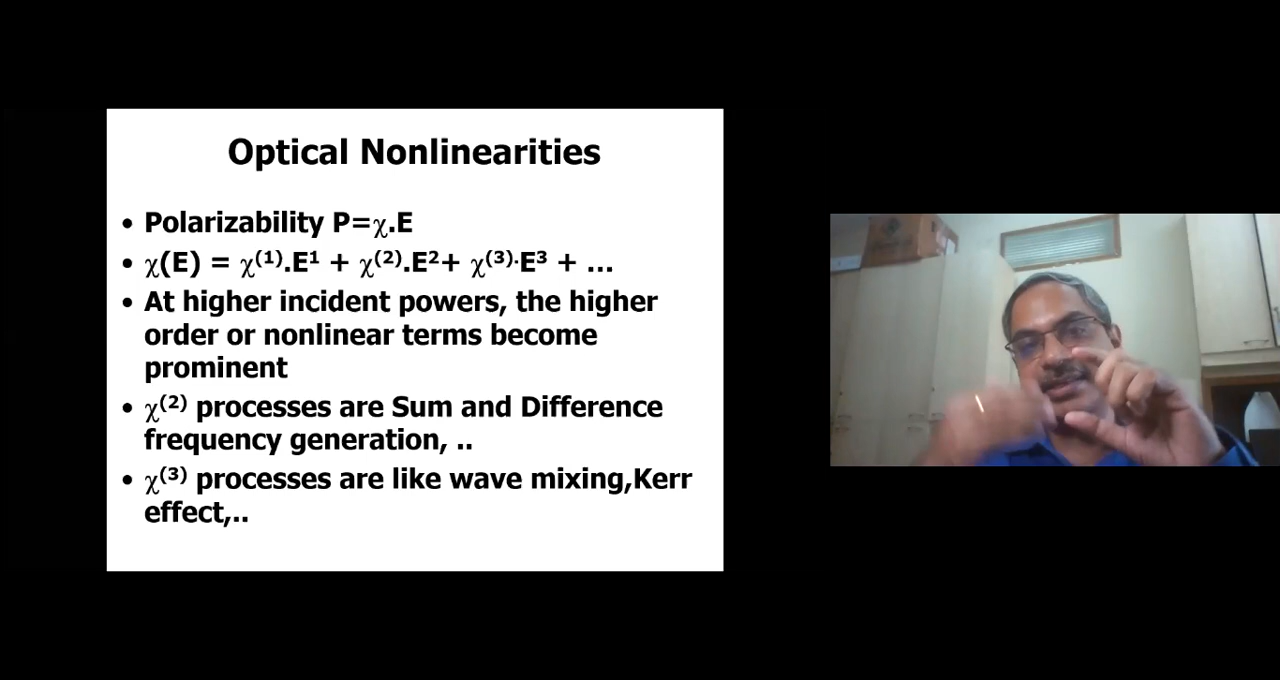 Optical Nonlinearities
• Polarizability P=χ.E
• χ(E) = χ⁽¹⁾.E¹ + χ⁽²⁾.E²+ χ⁽³⁾·E³ + ...
• At higher incident powers, the higher
order or nonlinear terms become
prominent
• χ⁽²⁾ processes are Sum and Difference
frequency generation, ..
• χ⁽³⁾ processes are like wave mixing,Kerr
effect,..